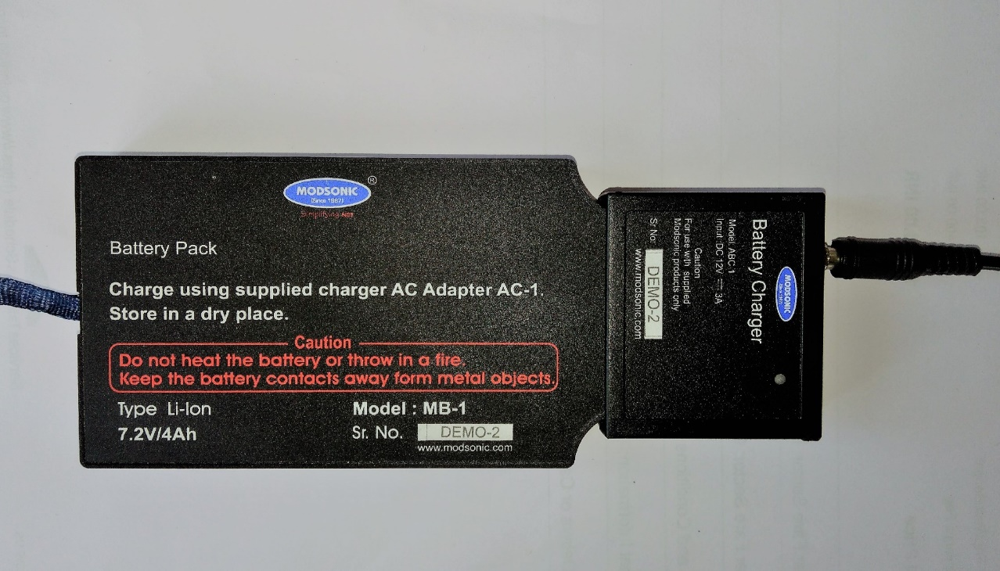 MODSONIC ®
(Since 1987)
Simplifying NDT
Battery Pack
Charge using supplied charger AC Adapter AC-1.
Store in a dry place.
Caution
Do not heat the battery or throw in a fire.
Keep the battery contacts away form metal objects.
Type Li-Ion
7.2V/4Ah
Model : MB-1
Sr. No. DEMO-2
www.modsonic.com
MODSONIC
(Since 1987)
Battery Charger
Model: ABC-1
Input: DC 12V ⎓ 3A
Caution
For use with supplied
Modsonic products only
Sr No: DEMO-2
www.modsonic.com